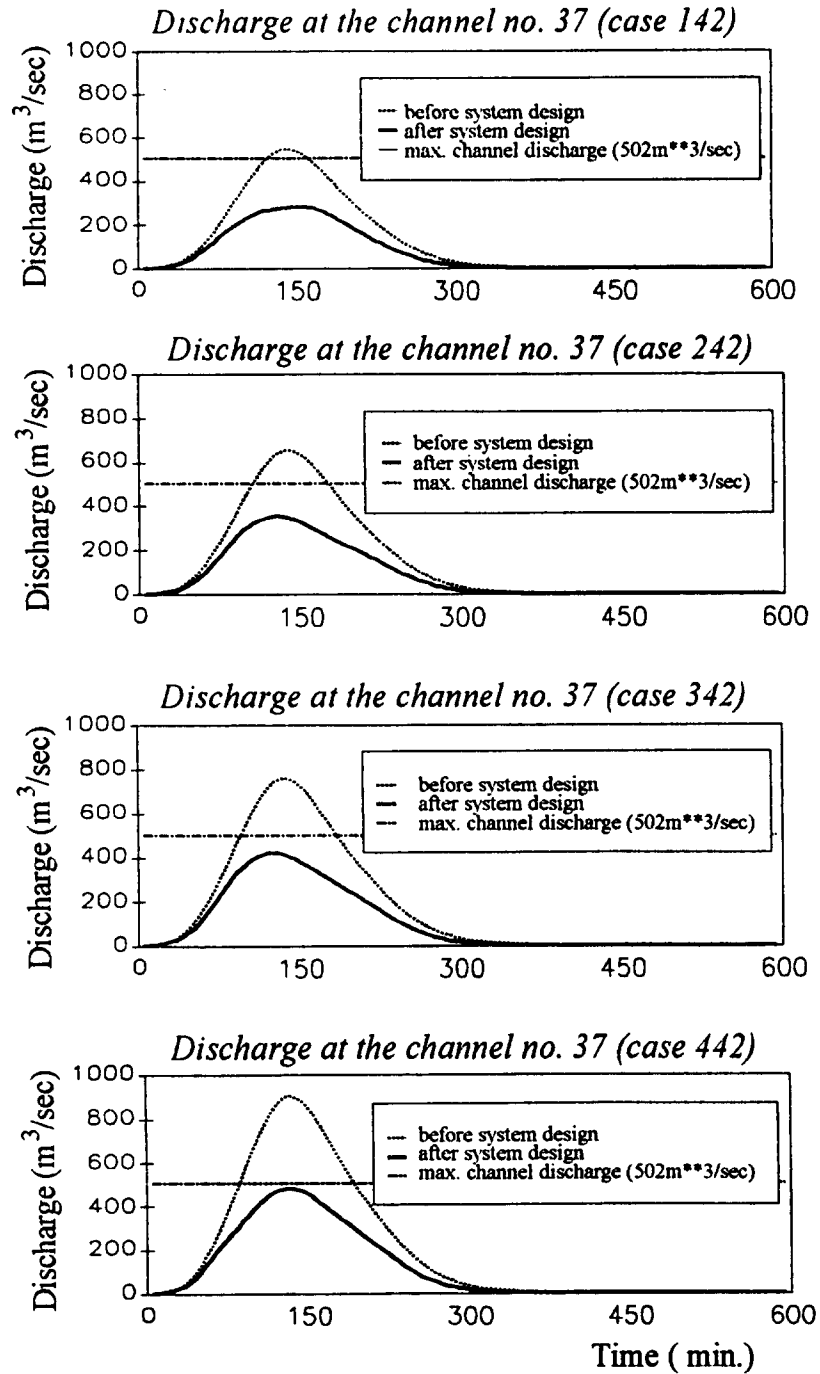 Discharge at the channel no. 37 (case 142)
Discharge (m3/sec)
1000
800
600
400
200
0
before system design
after system design
max. channel discharge (502m**3/sec)
0 150 300 450 600
Discharge at the channel no. 37 (case 242)
Discharge (m3/sec)
1000
800
600
400
200
0
before system design
after system design
max. channel discharge (502m**3/sec)
0 150 300 450 600
Discharge at the channel no. 37 (case 342)
Discharge (m3/sec)
1000
800
600
400
200
0
before system design
after system design
max. channel discharge (502m**3/sec)
0 150 300 450 600
Discharge at the channel no. 37 (case 442)
Discharge (m3/sec)
1000
800
600
400
200
0
before system design
after system design
max. channel discharge (502m**3/sec)
0 150 300 450 600
Time ( min.)